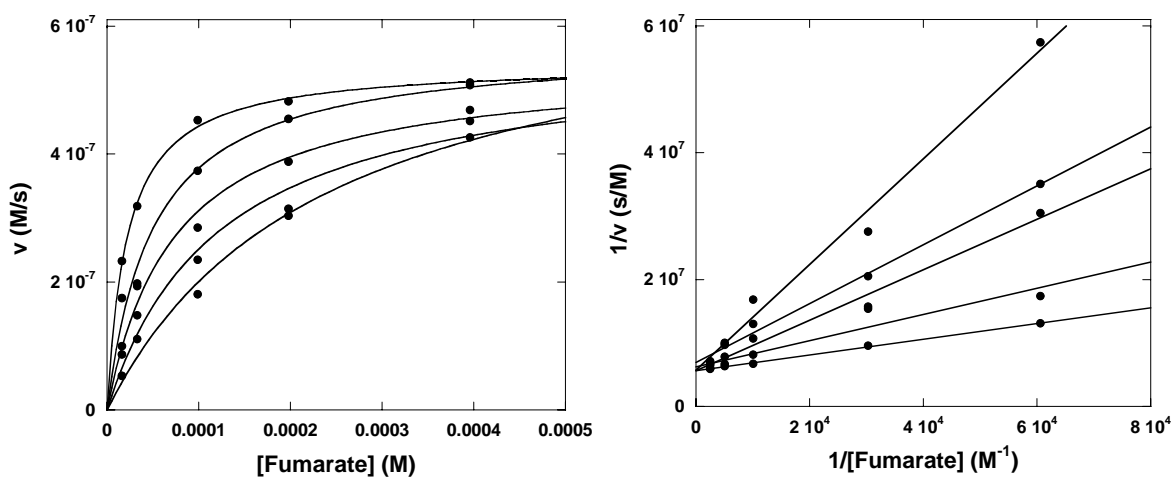 6 10⁻⁷
4 10⁻⁷
2 10⁻⁷
0
v (M/s)
0 0.0001 0.0002 0.0003 0.0004 0.0005
[Fumarate] (M)
6 10⁷
4 10⁷
2 10⁷
0
1/v (s/M)
0 2 10⁴ 4 10⁴ 6 10⁴ 8 10⁴
1/[Fumarate] (M⁻¹)